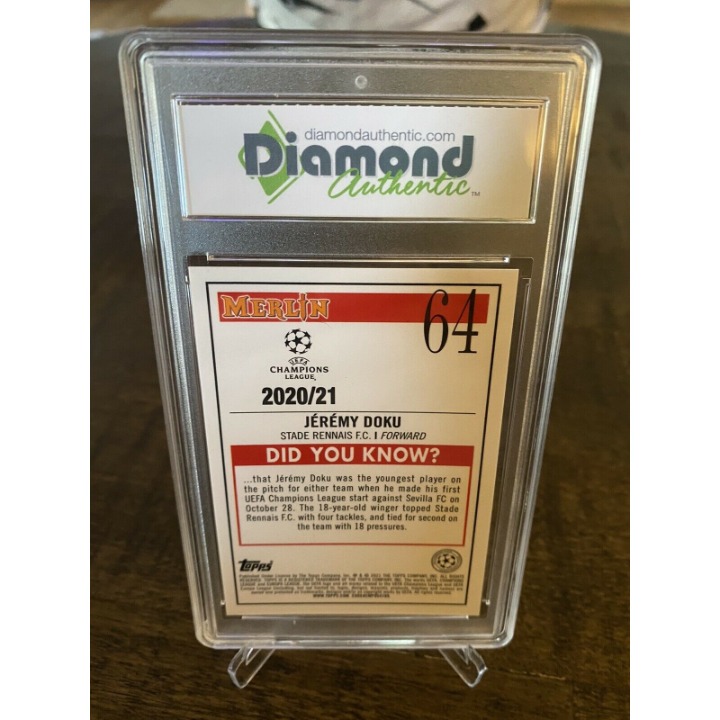 diamondauthentic.com
Diamond
Authentic™
MERLIN
64
UEFA
CHAMPIONS
LEAGUE
2020/21
JÉRÉMY DOKU
STADE RENNAIS F.C. I FORWARD
DID YOU KNOW?
...that Jérémy Doku was the youngest player on
the pitch for either team when he made his first
UEFA Champions League start against Sevilla FC on
October 28. The 18-year-old winger topped Stade
Rennais F.C. with four tackles, and tied for second on
the team with 18 pressures.
Topps